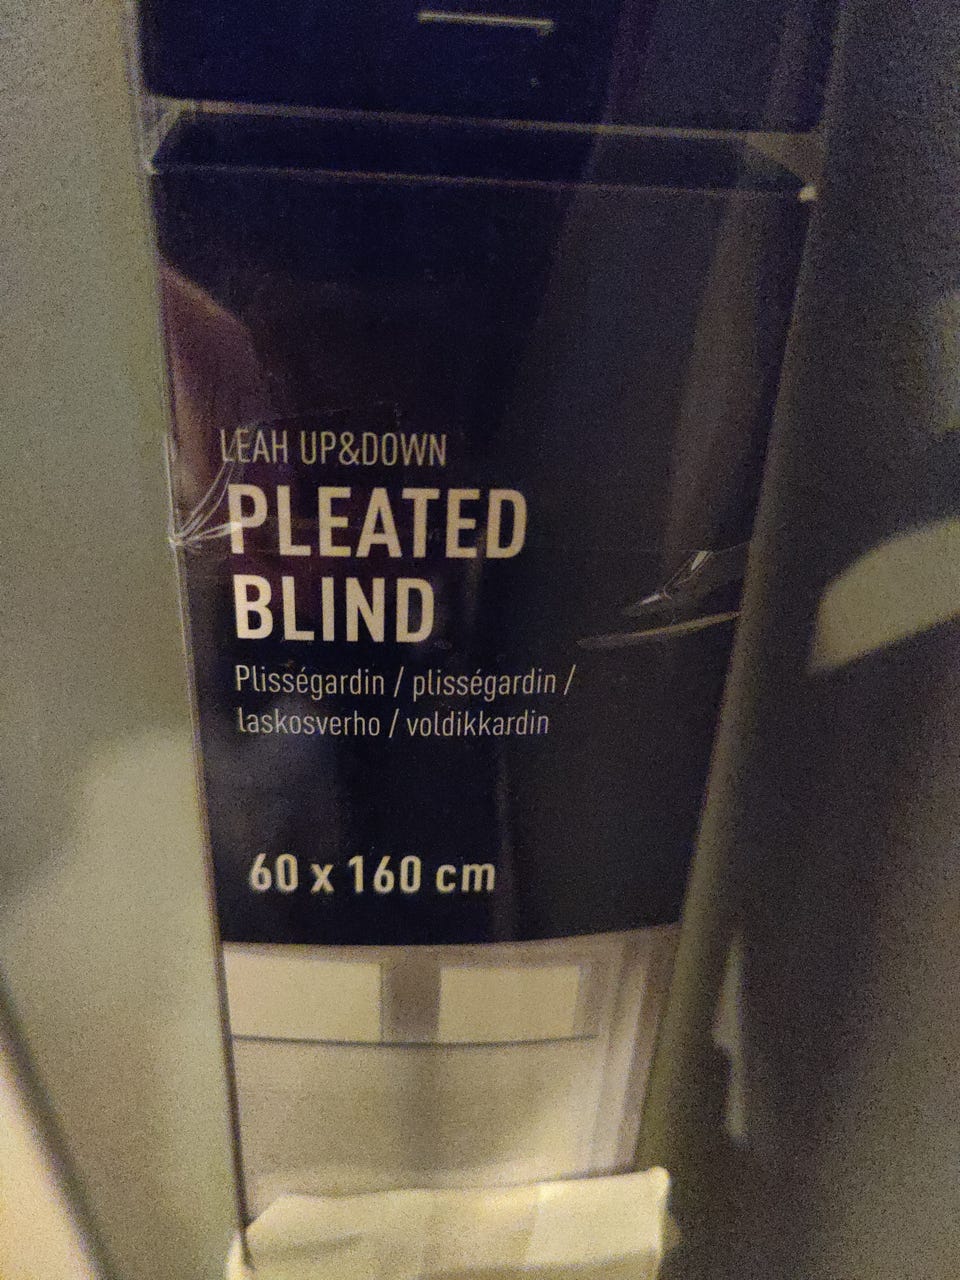 LEAH UP&DOWN
PLEATED
BLIND
Plisségardin / plisségardin /
laskosverho / voldikkardin
60 x 160 cm